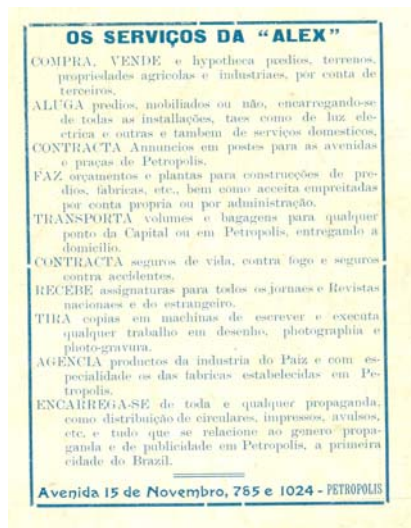 OS SERVIÇOS DA “ALEX”
COMPRA, VENDE e hypotheca predios, terrenos,
propriedades agricolas e industriaes, por conta de
terceiros.
ALUGA predios, mobiliados ou não, encarregando-se
de todas as installações, taes como de luz ele-
ctrica e outras e tambem de serviços domesticos,
CONTRACTA Annuncios em postes para as avenidas
e praças de Petropolis.
FAZ orçamentos e plantas para construcções de pre-
dios, fabricas, etc., bem como acceita empreitadas
por conta propria ou por administração.
TRANSPORTA volumes e bagagens para qualquer
ponto da Capital ou em Petropolis, entregando a
domicilio.
CONTRACTA seguros de vida, contra fogo e seguros
contra accidentes.
RECEBE assignaturas para todos os jornaes e Revistas
nacionaes e do estrangeiro.
TIRA copias em machinas de escrever e executa
qualquer trabalho em desenho, photographia e
photo-gravura.
AGENCIA productos da industria do Paiz e com es-
pecialidade os das fabricas estabelecidas em Pe-
tropolis.
ENCARREGA-SE de toda e qualquer propaganda,
como distribuição de circulares, impressos, avulsos,
etc. e tudo que se relacione ao genero propa-
ganda e de publicidade em Petropolis, a primeira
cidade do Brazil.
Avenida 15 de Novembro, 765 e 1024 - PETROPOLIS